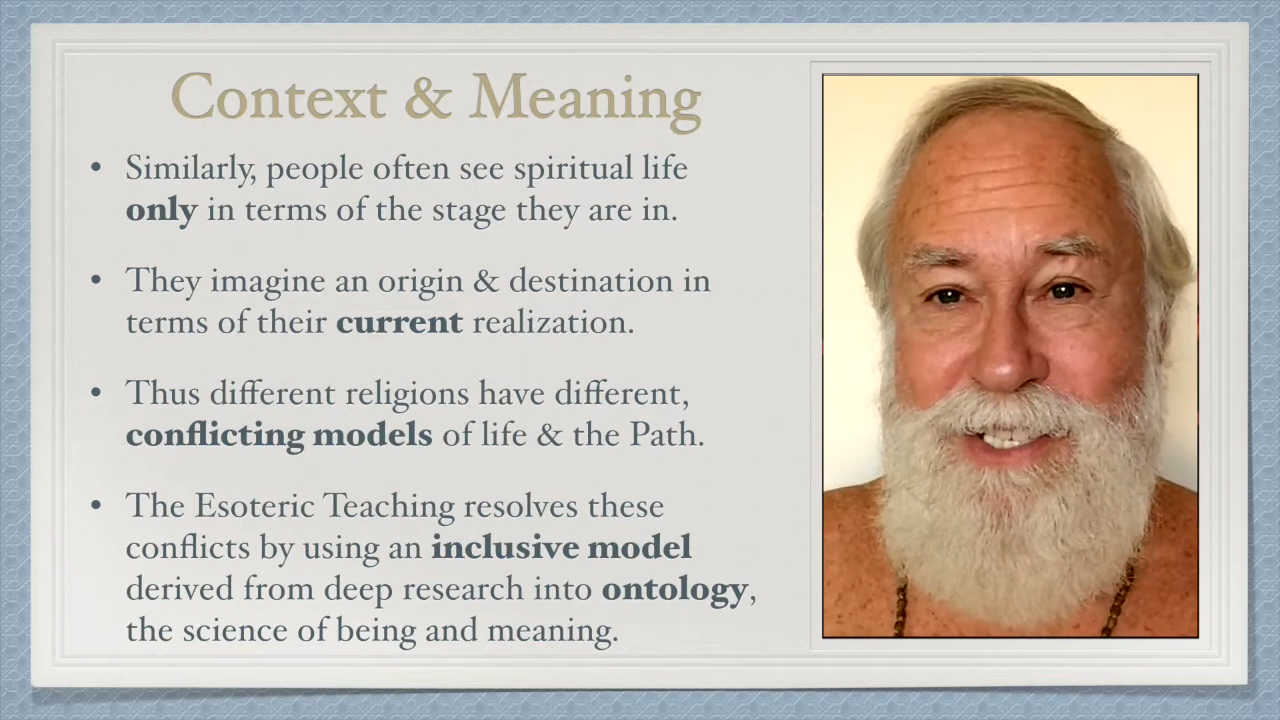 Context & Meaning
• Similarly, people often see spiritual life
only in terms of the stage they are in.
• They imagine an origin & destination in
terms of their current realization.
• Thus different religions have different,
conflicting models of life & the Path.
• The Esoteric Teaching resolves these
conflicts by using an inclusive model
derived from deep research into ontology,
the science of being and meaning.